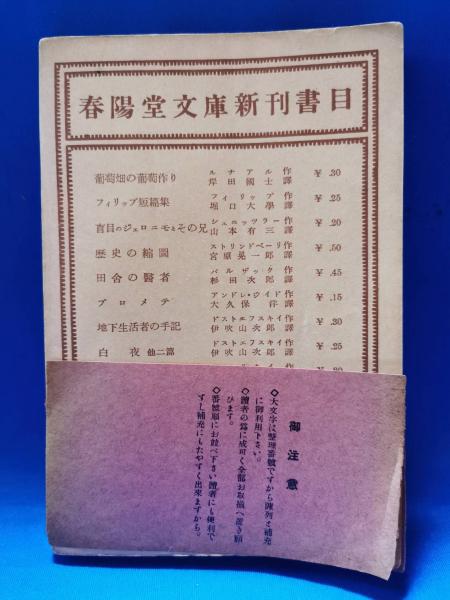 春陽堂文庫新刊書目
葡萄畑の葡萄作り ルナアル作 岸田國士譯 ¥ .30
フィリップ短篇集 フィリップ作 堀口大學譯 ¥ .25
盲目のジェロニモとその兄 シュニッツラー作 山本有三譯 ¥ .20
歴史の縮圖 ストリンドベーリ作 宮原晃一郎譯 ¥ .50
田舎の醫者 バルザック作 杉田次郎譯 ¥ .45
プロメテ アンドレ・ジイド作 大久保洋譯 ¥ .15
地下生活者の手記 ドストエフスキイ作 伊吹山次郎譯 ¥ .30
白夜 他二篇 ドストエフスキイ作 伊吹山次郎譯 ¥ .25
御注意
◇大文字は整理番號ですから陳列と補充
に御利用下さい。
◇讀者の爲に成可く全部お取揃へ置き願
ひます。
◇番號順にお竝べ下さい讀者にも便利で
すし補充にもたやすく出來ますから。